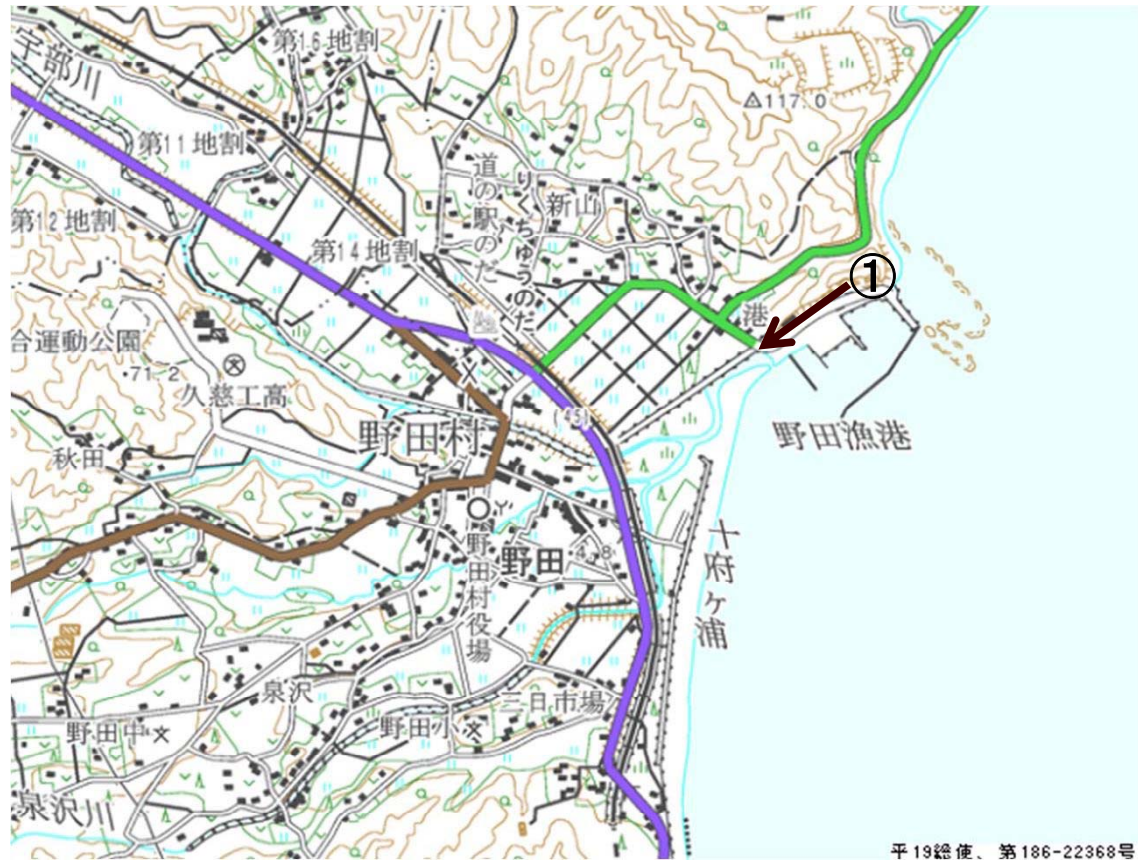 宇部川
第16地割
117.0
第11地割
道の駅のだ
りくちゅうのだ
新山
第12地割
第14地割
①
港
合運動公園
71.2
久慈工高
(45)
野田村
野田漁港
秋田
野田
4.8
十府ヶ浦
野田村役場
泉沢
三日市場
野田中
野田小
泉沢川
平19総使、第186-22368号